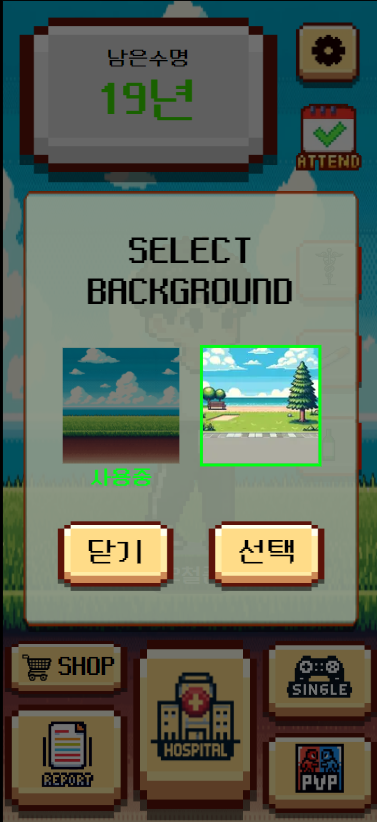 남은수명
19년
ATTEND
SELECT
BACKGROUND
사용중
닫기
선택
SHOP
SINGLE
HOSPITAL
REPORT
PVP